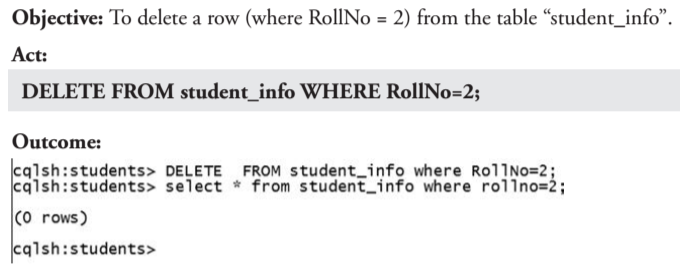 Objective: To delete a row (where RollNo = 2) from the table “student_info”.
Act:
DELETE FROM student_info WHERE RollNo=2;
Outcome:
cqlsh:students> DELETE  FROM student_info where RollNo=2;
cqlsh:students> select * from student_info where rollno=2;
(0 rows)
cqlsh:students>